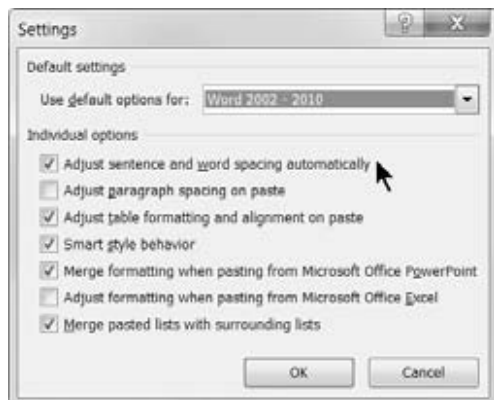 Settings
Default settings
Use default options for: Word 2002 - 2010
Individual options
Adjust sentence and word spacing automatically
Adjust paragraph spacing on paste
Adjust table formatting and alignment on paste
Smart style behavior
Merge formatting when pasting from Microsoft Office PowerPoint
Adjust formatting when pasting from Microsoft Office Excel
Merge pasted lists with surrounding lists
OK Cancel